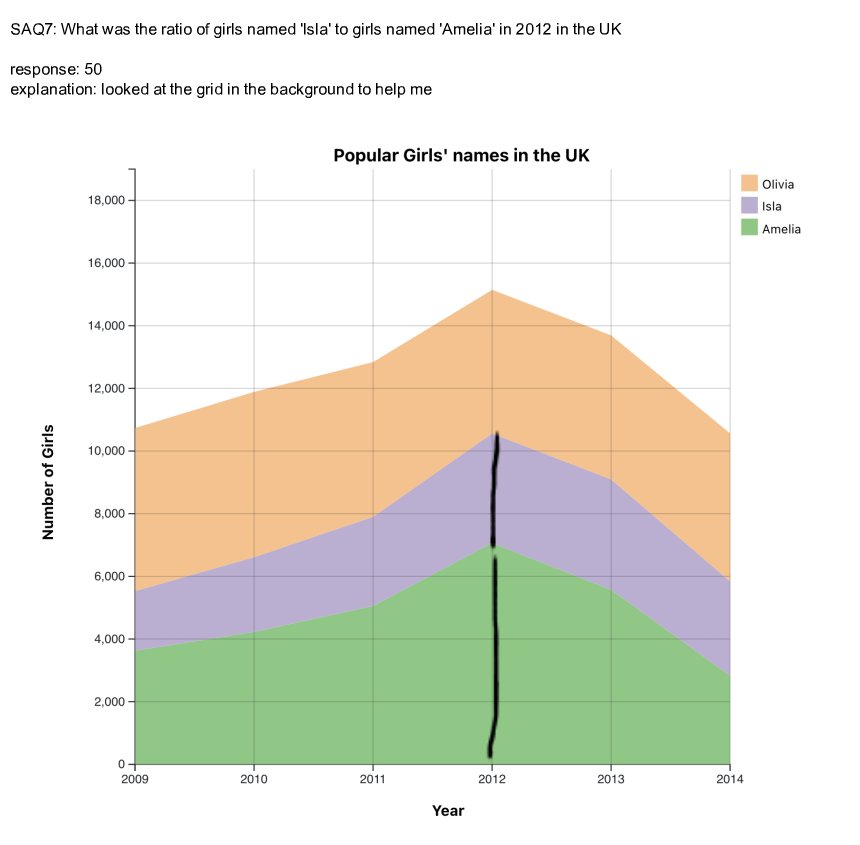 SAQ7: What was the ratio of girls named 'Isla' to girls named 'Amelia' in 2012 in the UK
response: 50
explanation: looked at the grid in the background to help me
Popular Girls' names in the UK
Olivia
Isla
Amelia
18,000
16,000
14,000
12,000
10,000
8,000
6,000
4,000
2,000
0
Number of Girls
2009 2010 2011 2012 2013 2014
Year